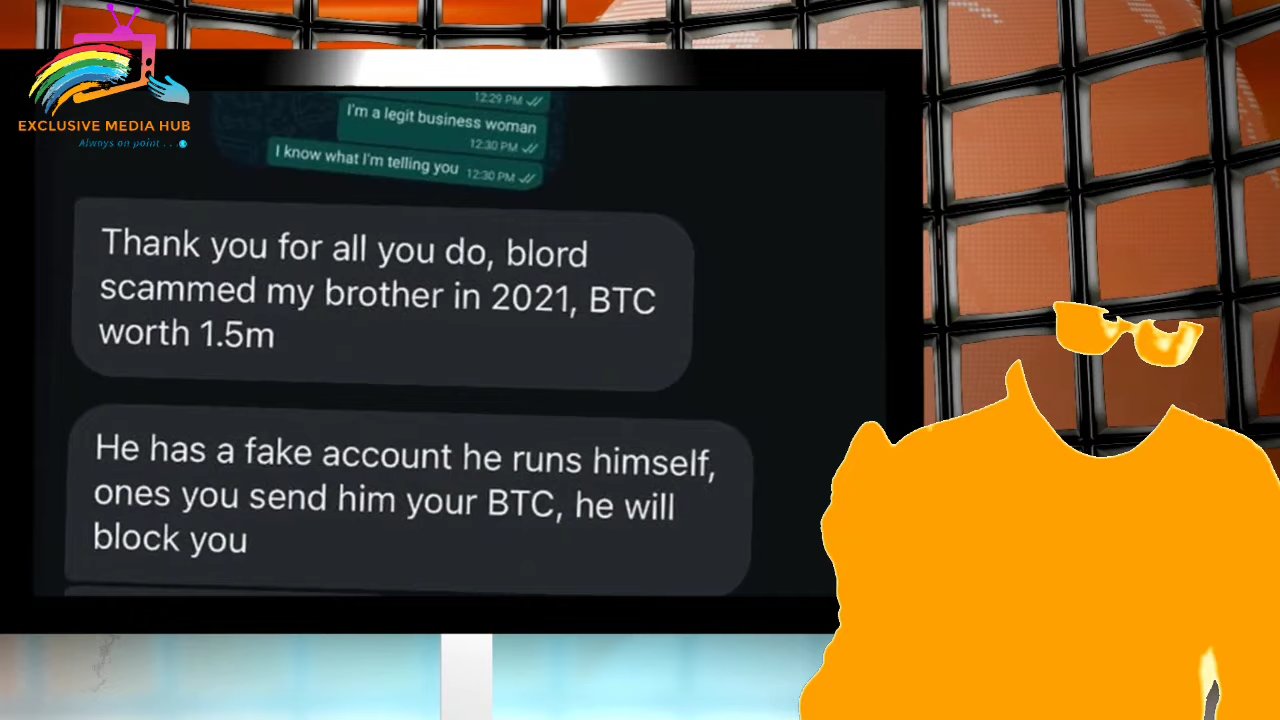 EXCLUSIVE MEDIA HUB
Always on point . . .
12:29 PM
I'm a legit business woman
12:30 PM
I know what I'm telling you 12:30 PM
Thank you for all you do, blord
scammed my brother in 2021, BTC
worth 1.5m
He has a fake account he runs himself,
ones you send him your BTC, he will
block you